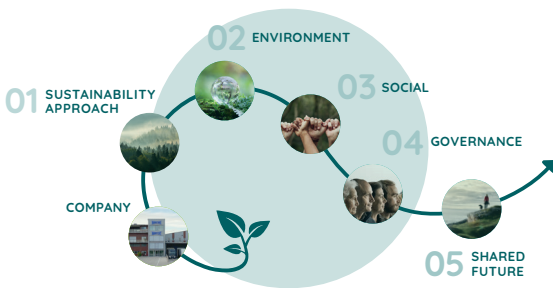 02 ENVIRONMENT
01 SUSTAINABILITY
APPROACH
03 SOCIAL
04 GOVERNANCE
COMPANY
05 SHARED
FUTURE